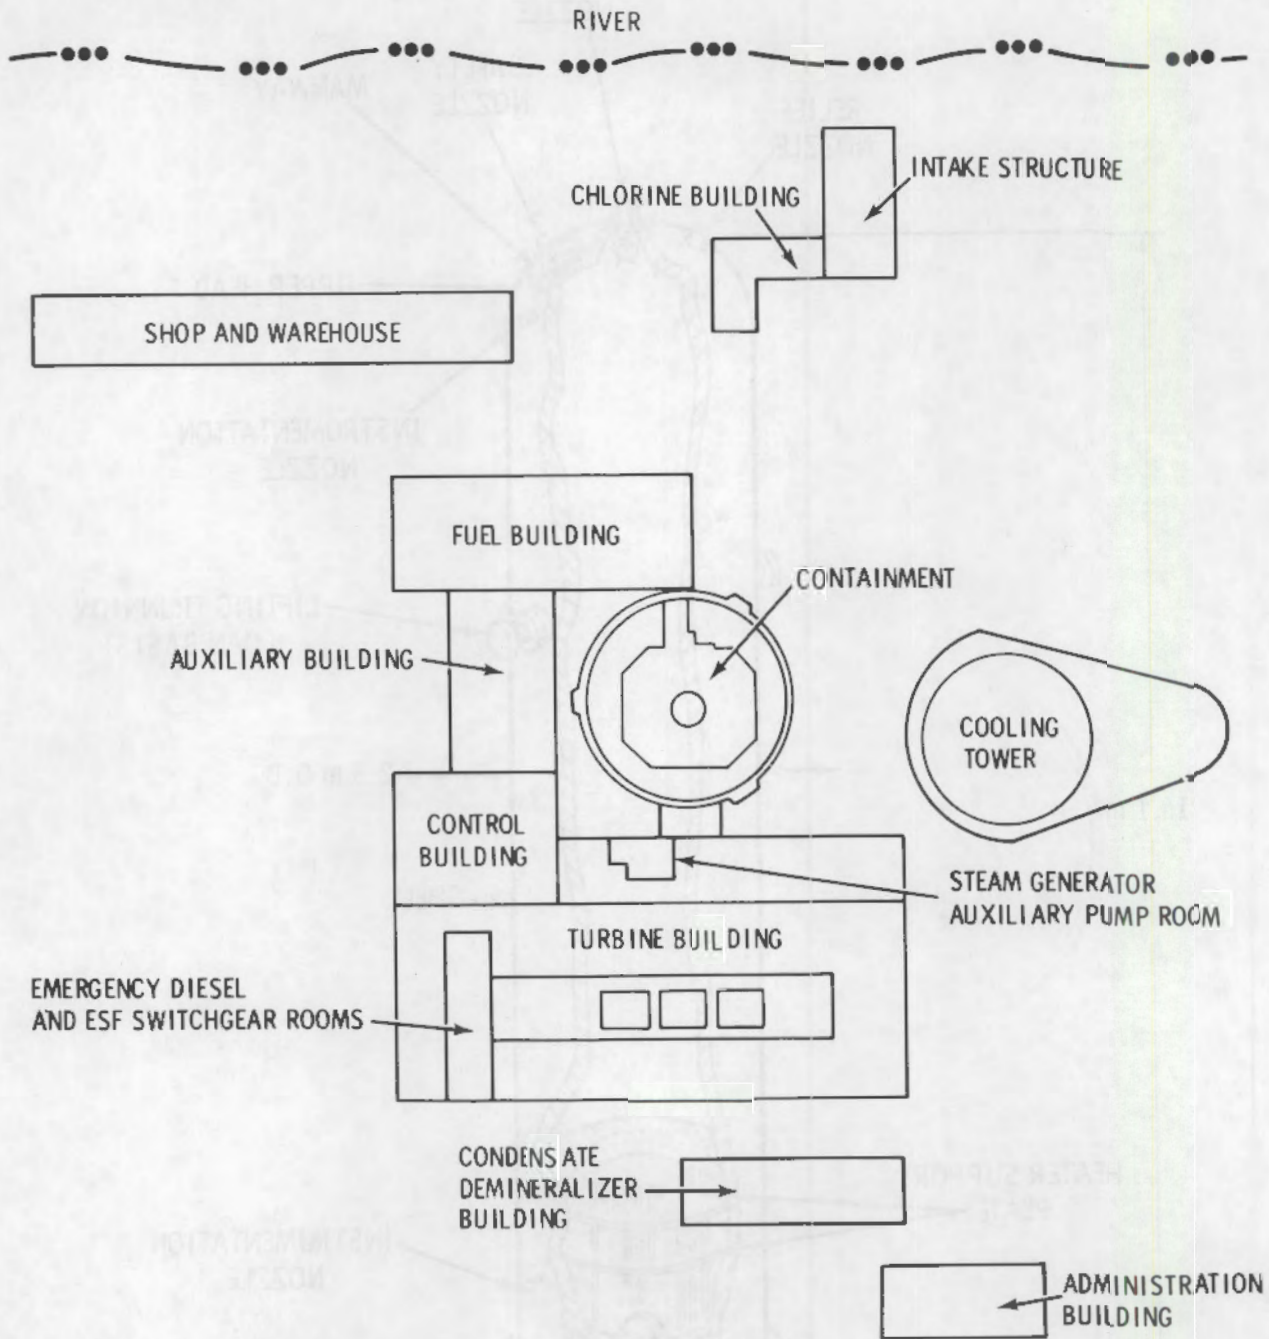 RIVER
INTAKE STRUCTURE
CHLORINE BUILDING
SHOP AND WAREHOUSE
FUEL BUILDING
CONTAINMENT
AUXILIARY BUILDING
COOLING
TOWER
CONTROL
BUILDING
STEAM GENERATOR
AUXILIARY PUMP ROOM
TURBINE BUILDING
EMERGENCY DIESEL
AND ESF SWITCHGEAR ROOMS
CONDENSATE
DEMINERALIZER
BUILDING
ADMINISTRATION
BUILDING